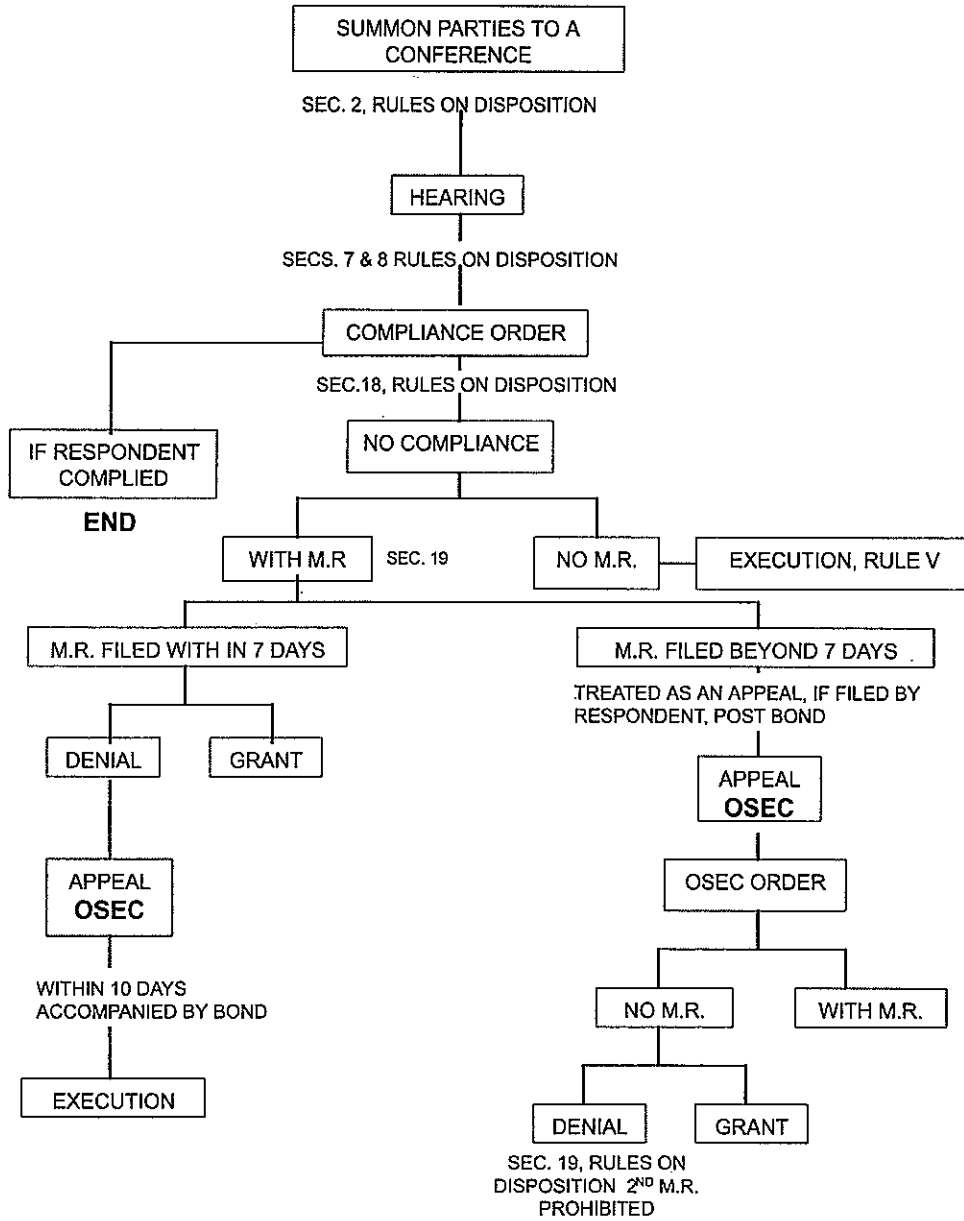 SUMMON PARTIES TO A
CONFERENCE
SEC. 2, RULES ON DISPOSITION
HEARING
SECS. 7 & 8 RULES ON DISPOSITION
COMPLIANCE ORDER
SEC.18, RULES ON DISPOSITION
IF RESPONDENT
COMPLIED
END
NO COMPLIANCE
WITH M.R
SEC. 19
NO M.R.
EXECUTION, RULE V
M.R. FILED WITH IN 7 DAYS
M.R. FILED BEYOND 7 DAYS
TREATED AS AN APPEAL, IF FILED BY
RESPONDENT, POST BOND
DENIAL
GRANT
APPEAL
OSEC
APPEAL
OSEC
OSEC ORDER
WITHIN 10 DAYS
ACCOMPANIED BY BOND
NO M.R.
WITH M.R.
EXECUTION
DENIAL
GRANT
SEC. 19, RULES ON
DISPOSITION 2ND M.R.
PROHIBITED